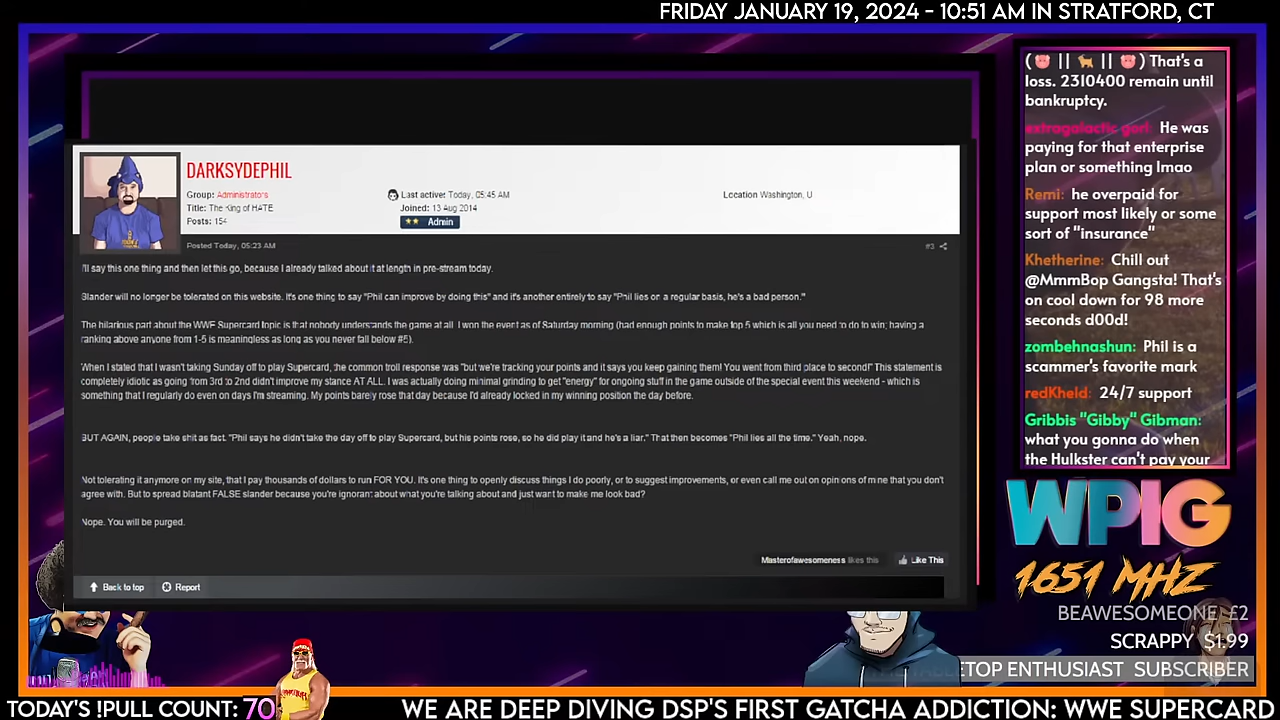 FRIDAY JANUARY 19, 2024 - 10:51 AM IN STRATFORD, CT
DARKSYDEPHIL
Group: Administrators
Title: The King of HATE
Posts: 154
Last active: Today, 05:45 AM
Joined: 13 Aug 2014
Admin
Location Washington, U
Posted Today, 05:23 AM
#3
I'll say this one thing and then let this go, because I already talked about it at length in pre-stream today.
Slander will no longer be tolerated on this website. It's one thing to say "Phil can improve by doing this" and it's another entirely to say "Phil lies on a regular basis, he's a bad person."
The hilarious part about the WWF Supercard topic is that nobody understands the game at all. I won the event as of Saturday morning (had enough points to make top 5 which is all you need to do to win; having a
ranking above anyone from 1-5 is meaningless as long as you never fall below #5).
When I stated that I wasn't taking Sunday off to play Supercard, the common troll response was "but we're tracking your points and it says you keep gaining them! You went from third place to second!" This statement is
completely idiotic as going from 3rd to 2nd didn't improve my stance AT ALL. I was actually doing minimal grinding to get "energy" for ongoing stuff in the game outside of the special event this weekend - which is
something that I regularly do even on days I'm streaming. My points barely rose that day because I'd already locked in my winning position the day before.
BUT AGAIN, people take shit as fact. "Phil says he didn't take the day off to play Supercard, but his points rose, so he did play it and he's a liar." That then becomes "Phil lies all the time." Yeah, nope.
Not tolerating it anymore on my site, that I pay thousands of dollars to run FOR YOU. It's one thing to openly discuss things I do poorly, or to suggest improvements, or even call me out on opinions of mine that you don't
agree with. But to spread blatant FALSE slander because you're ignorant about what you're talking about and just want to make me look bad?
Nope. You will be purged.
Masterofawesomeness likes this
Like This
Back to top
Report
( || || ) That's a
loss. 2310400 remain until
bankruptcy.
extragalactic gorl: He was
paying for that enterprise
plan or something lmao
Remi: he overpaid for
support most likely or some
sort of "insurance"
Khetherine: Chill out
@MmmBop Gangsta! That's
on cool down for 98 more
seconds d00d!
zombehnashun: Phil is a
scammer's favorite mark
redKheld: 24/7 support
Gribbis "Gibby" Gibman:
what you gonna do when
the Hulkster can't pay your
WPIG
1651 MHZ
BEAWESOMEONE £2
SCRAPPY $1.99
ETOP ENTHUSIAST SUBSCRIBER
TODAY'S !PULL COUNT: 70
WE ARE DEEP DIVING DSP'S FIRST GATCHA ADDICTION: WWE SUPERCARD